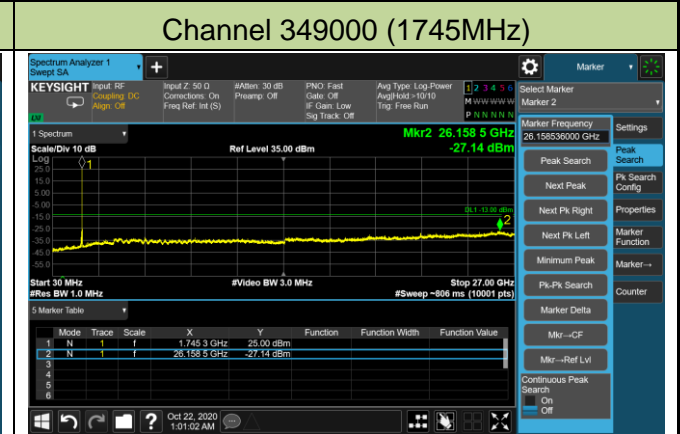 Channel 349000 (1745MHz)
Spectrum Analyzer 1
Swept SA
+
Marker
KEYSIGHT
Input: RF
Coupling: DC
Align: Off
Input Z: 50 Ω
Corrections: On
Freq Ref: Int (S)
#Atten: 30 dB
Preamp: Off
PNO: Fast
Gate: Off
IF Gain: Low
Sig Track: Off
Avg Type: Log-Power
Avg|Hold:>10/10
Trig: Free Run
1 2 3 4 5 6
M W W W W W
P N N N N N
LM
Select Marker
Marker 2
1 Spectrum
Mkr2 26.158 5 GHz
Scale/Div 10 dB
Ref Level 35.00 dBm
-27.14 dBm
Log
25.0
15.0
5.00
-5.00
-15.0
-25.0
-35.0
-45.0
-55.0
1
DL1 -13.00 dBm
2
Start 30 MHz
#Video BW 3.0 MHz
Stop 27.00 GHz
#Res BW 1.0 MHz
#Sweep ~806 ms (10001 pts)
5 Marker Table
Mode Trace Scale X Y Function Function Width Function Value
1 N 1 f 1.745 3 GHz 25.00 dBm
2 N 1 f 26.158 5 GHz -27.14 dBm
3
4
5
6
Marker Frequency
26.158536000 GHz
Peak Search
Next Peak
Next Pk Right
Next Pk Left
Minimum Peak
Pk-Pk Search
Marker Delta
Mkr→CF
Mkr→Ref Lvl
Continuous Peak
Search
On
Off
Settings
Peak
Search
Pk Search
Config
Properties
Marker
Function
Marker→
Counter
?
Oct 22, 2020
1:01:02 AM